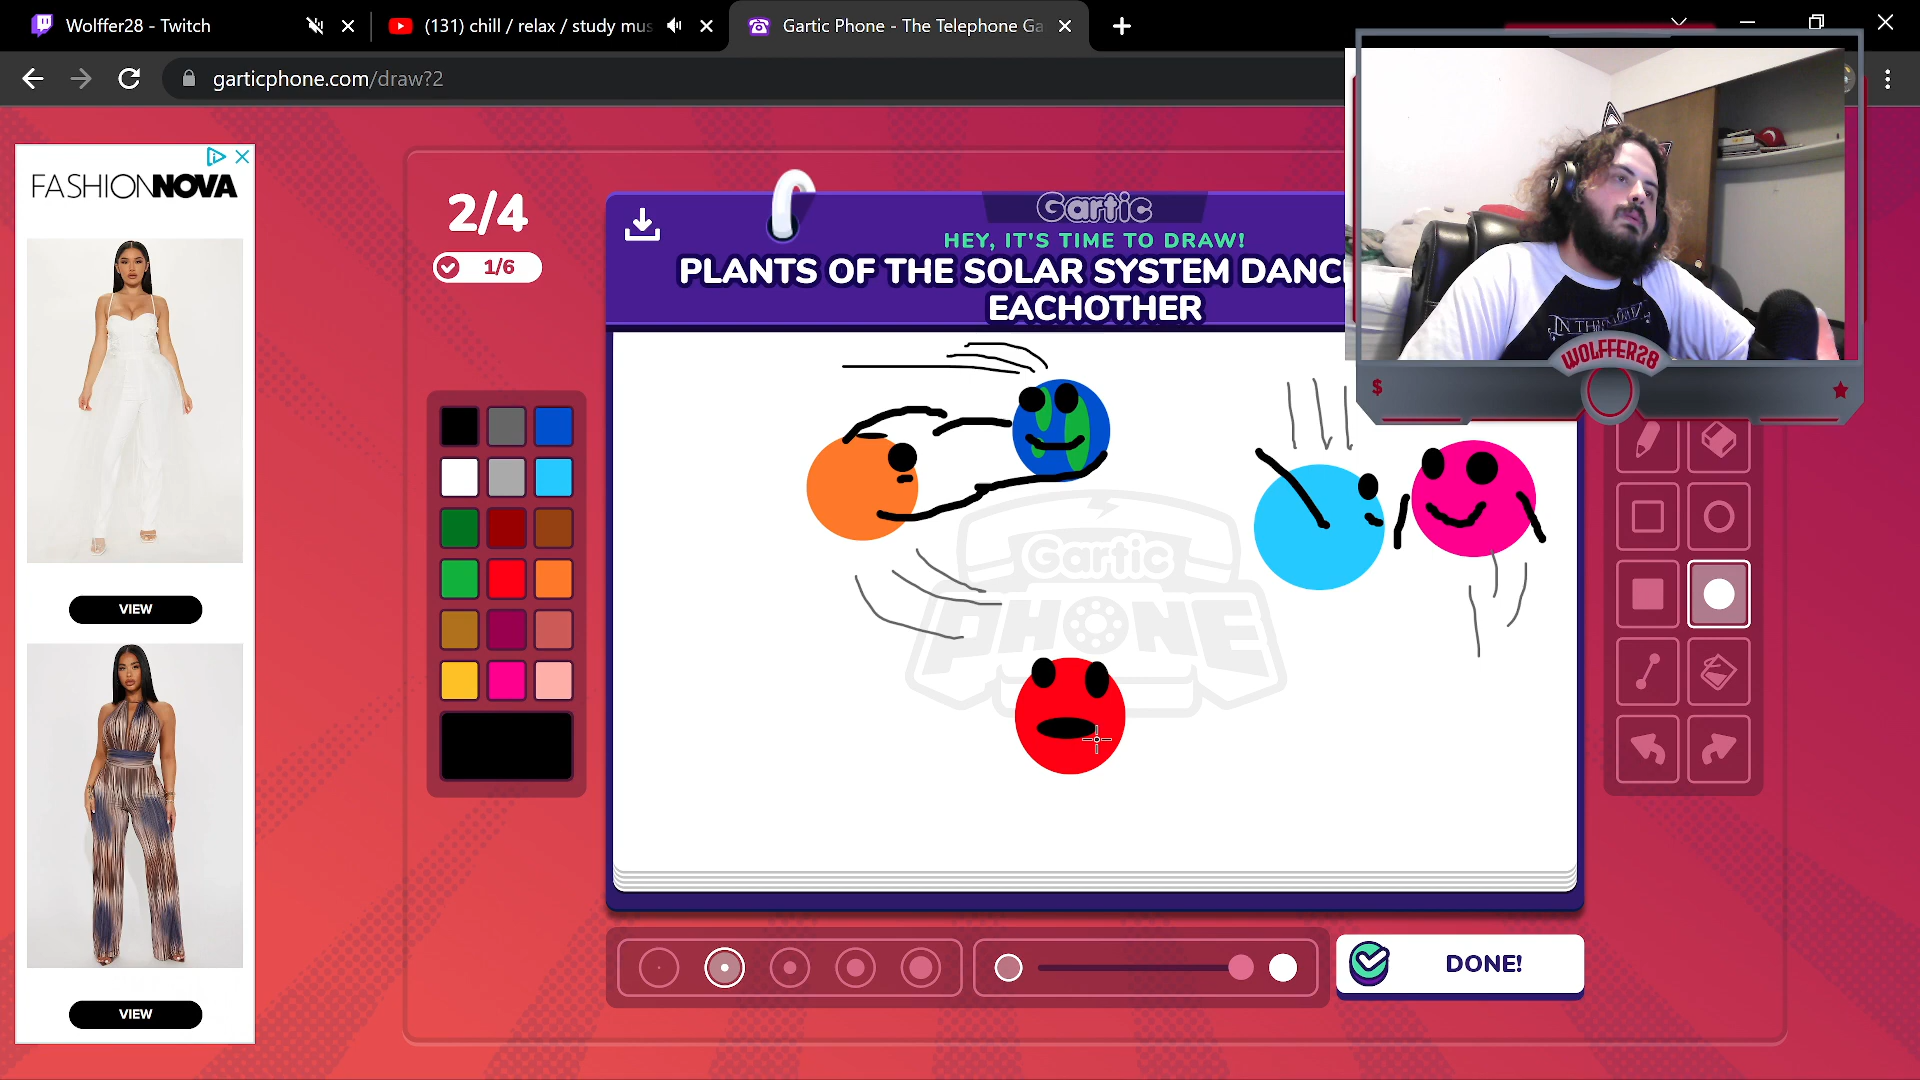 Wolffer28 - Twitch
(131) chill / relax / study mus
Gartic Phone - The Telephone Ga
garticphone.com/draw?2
FASHIONNOVA
VIEW
VIEW
2/4
1/6
Gartic
HEY, IT'S TIME TO DRAW!
PLANTS OF THE SOLAR SYSTEM DANC
EACHOTHER
Gartic
PHONE
DONE!
WOLFFER28
$